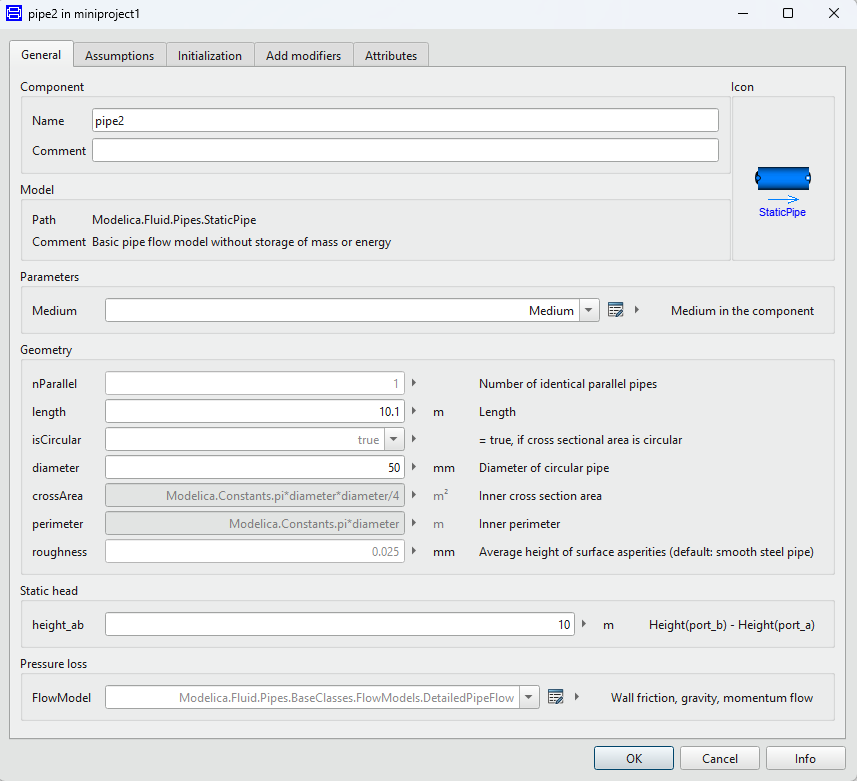 pipe2 in miniproject1
General Assumptions Initialization Add modifiers Attributes
Component Icon
Name pipe2
Comment
StaticPipe
Model
Path Modelica.Fluid.Pipes.StaticPipe
Comment Basic pipe flow model without storage of mass or energy
Parameters
Medium Medium Medium in the component
Geometry
nParallel 1 Number of identical parallel pipes
length 10.1 m Length
isCircular true = true, if cross sectional area is circular
diameter 50 mm Diameter of circular pipe
crossArea Modelica.Constants.pi*diameter*diameter/4 m² Inner cross section area
perimeter Modelica.Constants.pi*diameter m Inner perimeter
roughness 0.025 mm Average height of surface asperities (default: smooth steel pipe)
Static head
height_ab 10 m Height(port_b) - Height(port_a)
Pressure loss
FlowModel Modelica.Fluid.Pipes.BaseClasses.FlowModels.DetailedPipeFlow Wall friction, gravity, momentum flow
OK Cancel Info